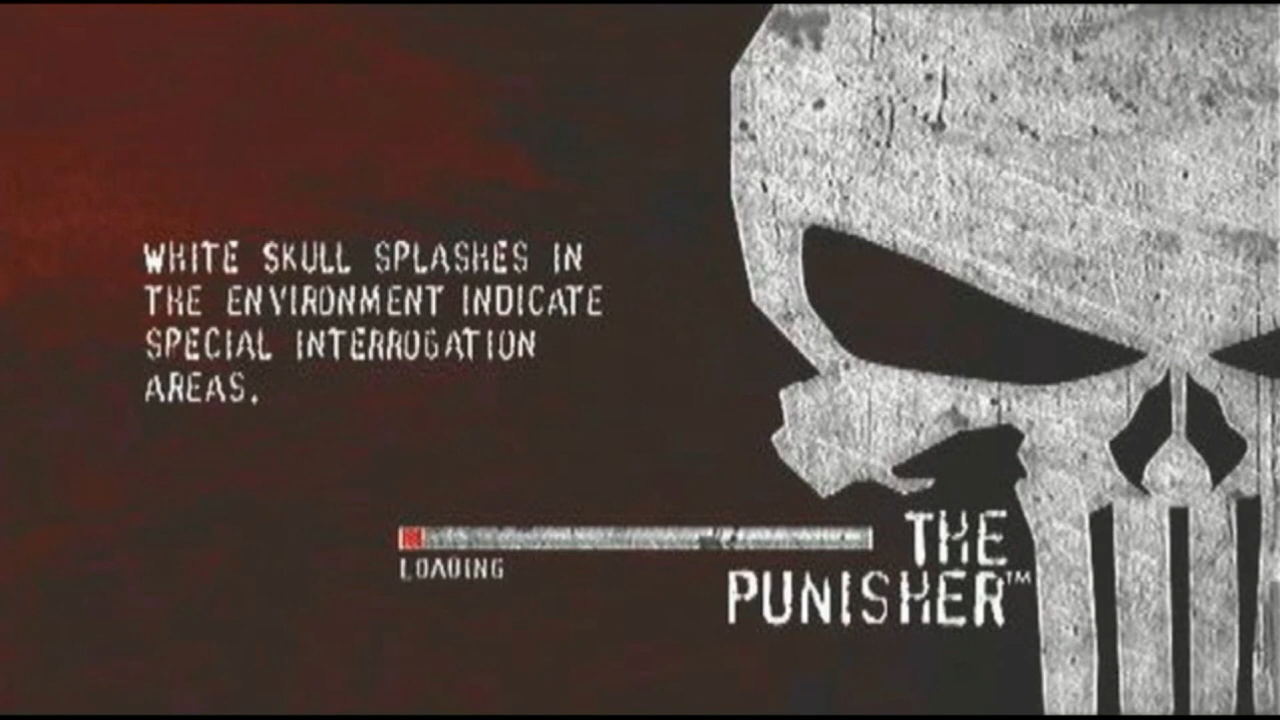 WHITE SKULL SPLASHES IN
THE ENVIRONMENT INDICATE
SPECIAL INTERROGATION
AREAS.
LOADING
THE
PUNISHER™